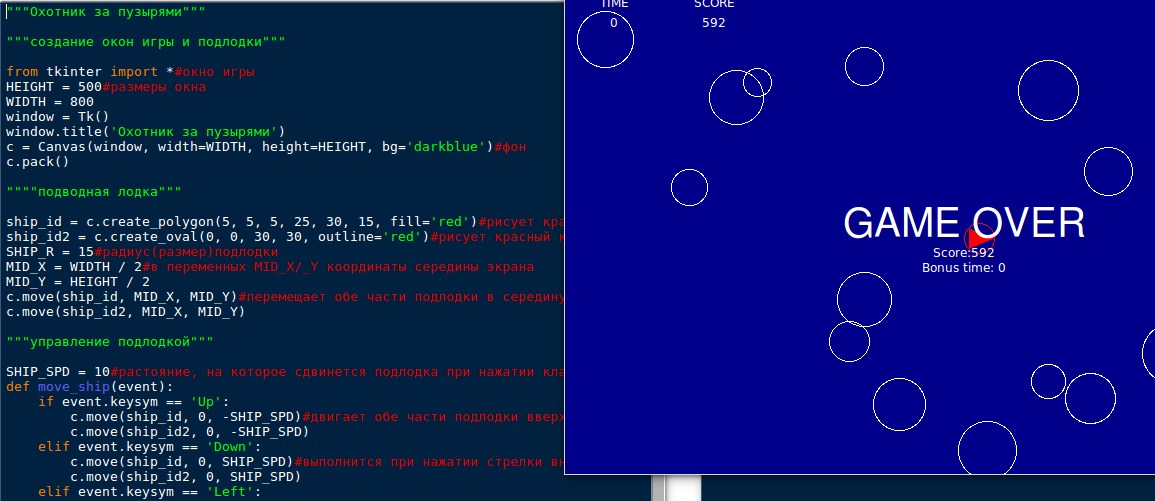 """Охотник за пузырями"""
"""создание окон игры и подлодки"""
from tkinter import *#окно игры
HEIGHT = 500#размеры окна
WIDTH = 800
window = Tk()
window.title('Охотник за пузырями')
c = Canvas(window, width=WIDTH, height=HEIGHT, bg='darkblue')#фон
c.pack()
""""подводная лодка"""
ship_id = c.create_polygon(5, 5, 5, 25, 30, 15, fill='red')#рисует кра
ship_id2 = c.create_oval(0, 0, 30, 30, outline='red')#рисует красный к
SHIP_R = 15#радиус(размер)подлодки
MID_X = WIDTH / 2#в переменных MID_X/_Y координаты середины экрана
MID_Y = HEIGHT / 2
c.move(ship_id, MID_X, MID_Y)#перемещает обе части подлодки в середину
c.move(ship_id2, MID_X, MID_Y)
"""управление подлодкой"""
SHIP_SPD = 10#растояние, на которое сдвинется подлодка при нажатии кла
def move_ship(event):
    if event.keysym == 'Up':
        c.move(ship_id, 0, -SHIP_SPD)#двигает обе части подлодки вверх
        c.move(ship_id2, 0, -SHIP_SPD)
    elif event.keysym == 'Down':
        c.move(ship_id, 0, SHIP_SPD)#выполнится при нажатии стрелки вн
        c.move(ship_id2, 0, SHIP_SPD)
    elif event.keysym == 'Left':
TIME SCORE
0 592
GAME OVER
Score:592
Bonus time: 0